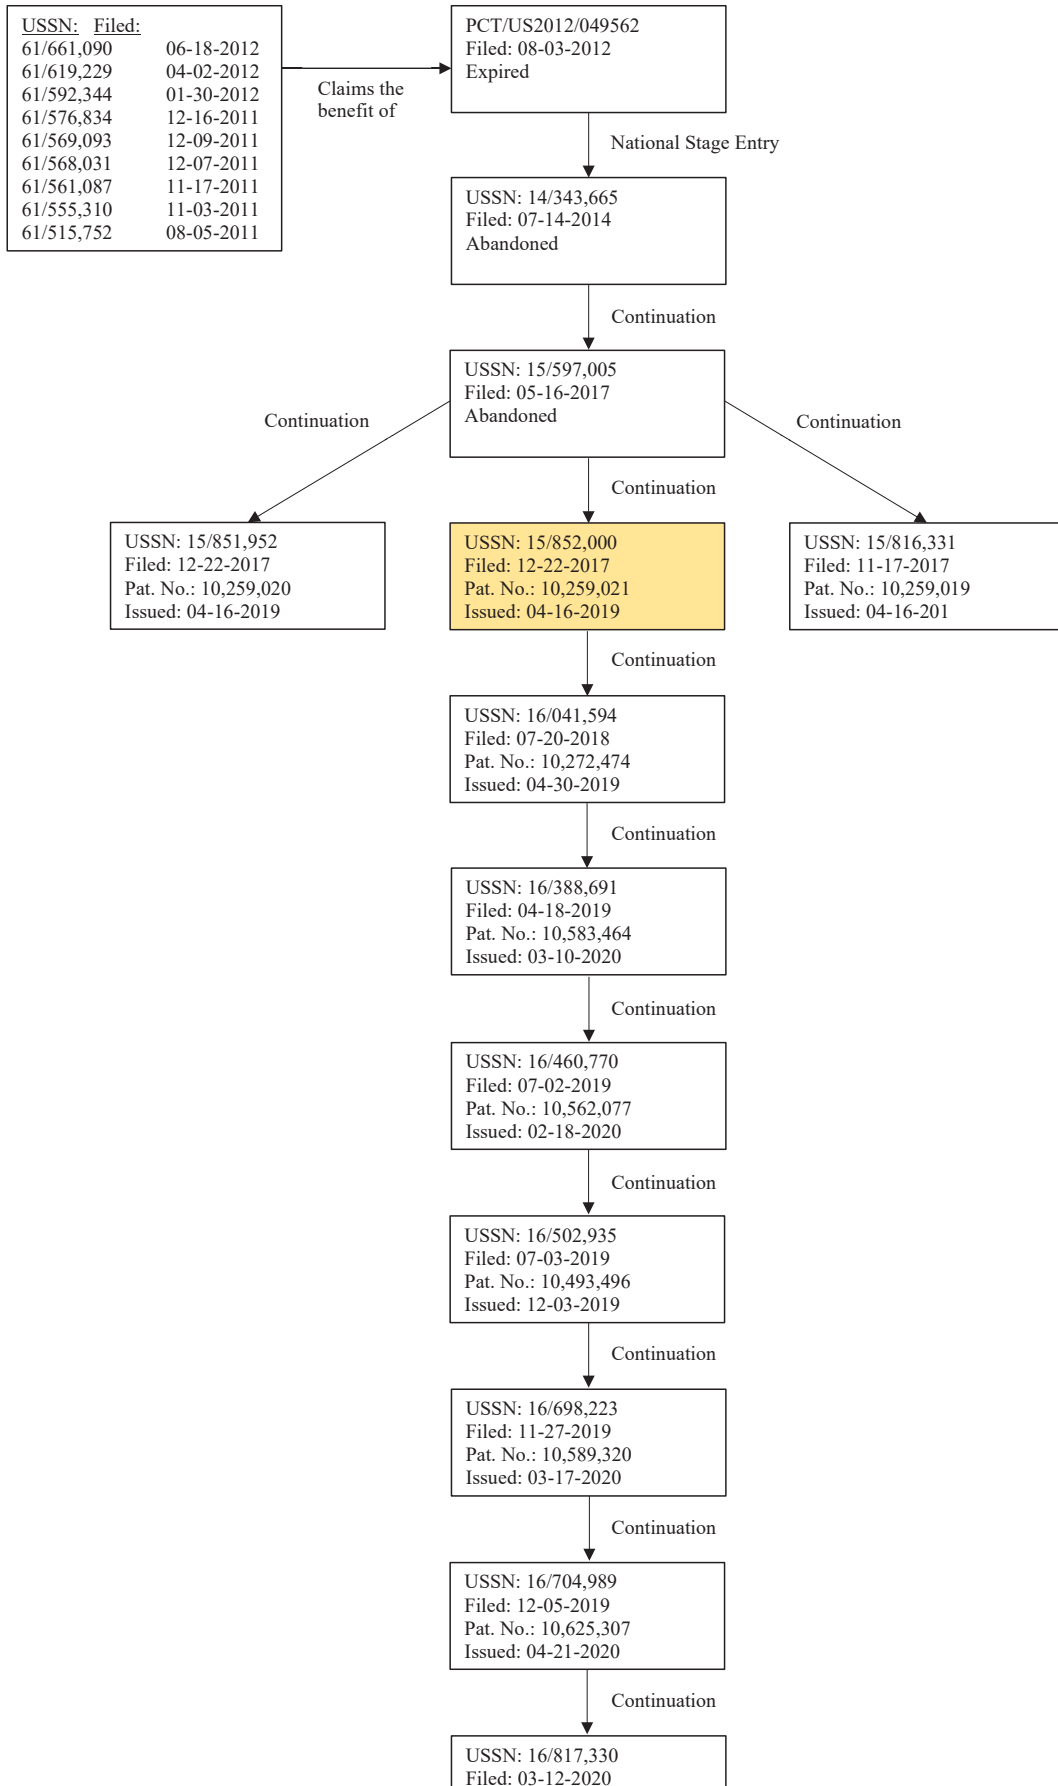 USSN: Filed:
61/661,090 06-18-2012
61/619,229 04-02-2012
61/592,344 01-30-2012
61/576,834 12-16-2011
61/569,093 12-09-2011
61/568,031 12-07-2011
61/561,087 11-17-2011
61/555,310 11-03-2011
61/515,752 08-05-2011
Claims the
benefit of
PCT/US2012/049562
Filed: 08-03-2012
Expired
National Stage Entry
USSN: 14/343,665
Filed: 07-14-2014
Abandoned
Continuation
USSN: 15/597,005
Filed: 05-16-2017
Abandoned
Continuation
Continuation
Continuation
USSN: 15/851,952
Filed: 12-22-2017
Pat. No.: 10,259,020
Issued: 04-16-2019
USSN: 15/852,000
Filed: 12-22-2017
Pat. No.: 10,259,021
Issued: 04-16-2019
USSN: 15/816,331
Filed: 11-17-2017
Pat. No.: 10,259,019
Issued: 04-16-201
Continuation
USSN: 16/041,594
Filed: 07-20-2018
Pat. No.: 10,272,474
Issued: 04-30-2019
Continuation
USSN: 16/388,691
Filed: 04-18-2019
Pat. No.: 10,583,464
Issued: 03-10-2020
Continuation
USSN: 16/460,770
Filed: 07-02-2019
Pat. No.: 10,562,077
Issued: 02-18-2020
Continuation
USSN: 16/502,935
Filed: 07-03-2019
Pat. No.: 10,493,496
Issued: 12-03-2019
Continuation
USSN: 16/698,223
Filed: 11-27-2019
Pat. No.: 10,589,320
Issued: 03-17-2020
Continuation
USSN: 16/704,989
Filed: 12-05-2019
Pat. No.: 10,625,307
Issued: 04-21-2020
Continuation
USSN: 16/817,330
Filed: 03-12-2020